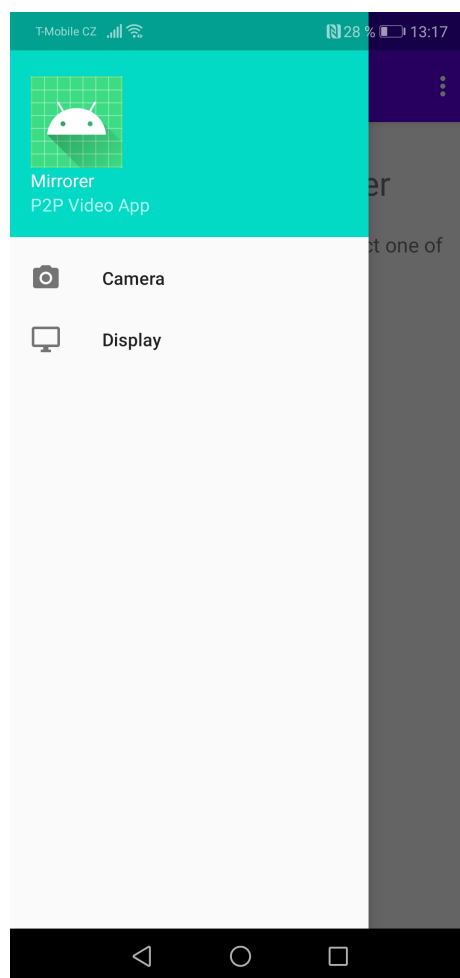 T-Mobile CZ 28 % 13:17
Mirrorer
P2P Video App
er
ct one of
Camera
Display